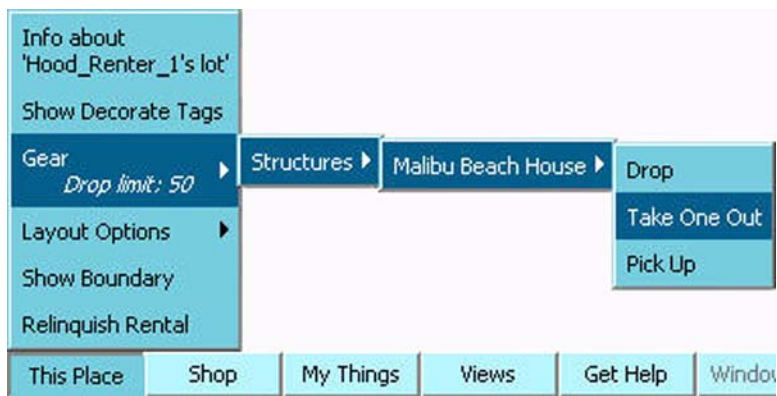 Info about
'Hood_Renter_1's lot'
Show Decorate Tags
Gear
Drop limit: 50
Structures
Malibu Beach House
Drop
Take One Out
Pick Up
Layout Options
Show Boundary
Relinquish Rental
This Place
Shop
My Things
Views
Get Help